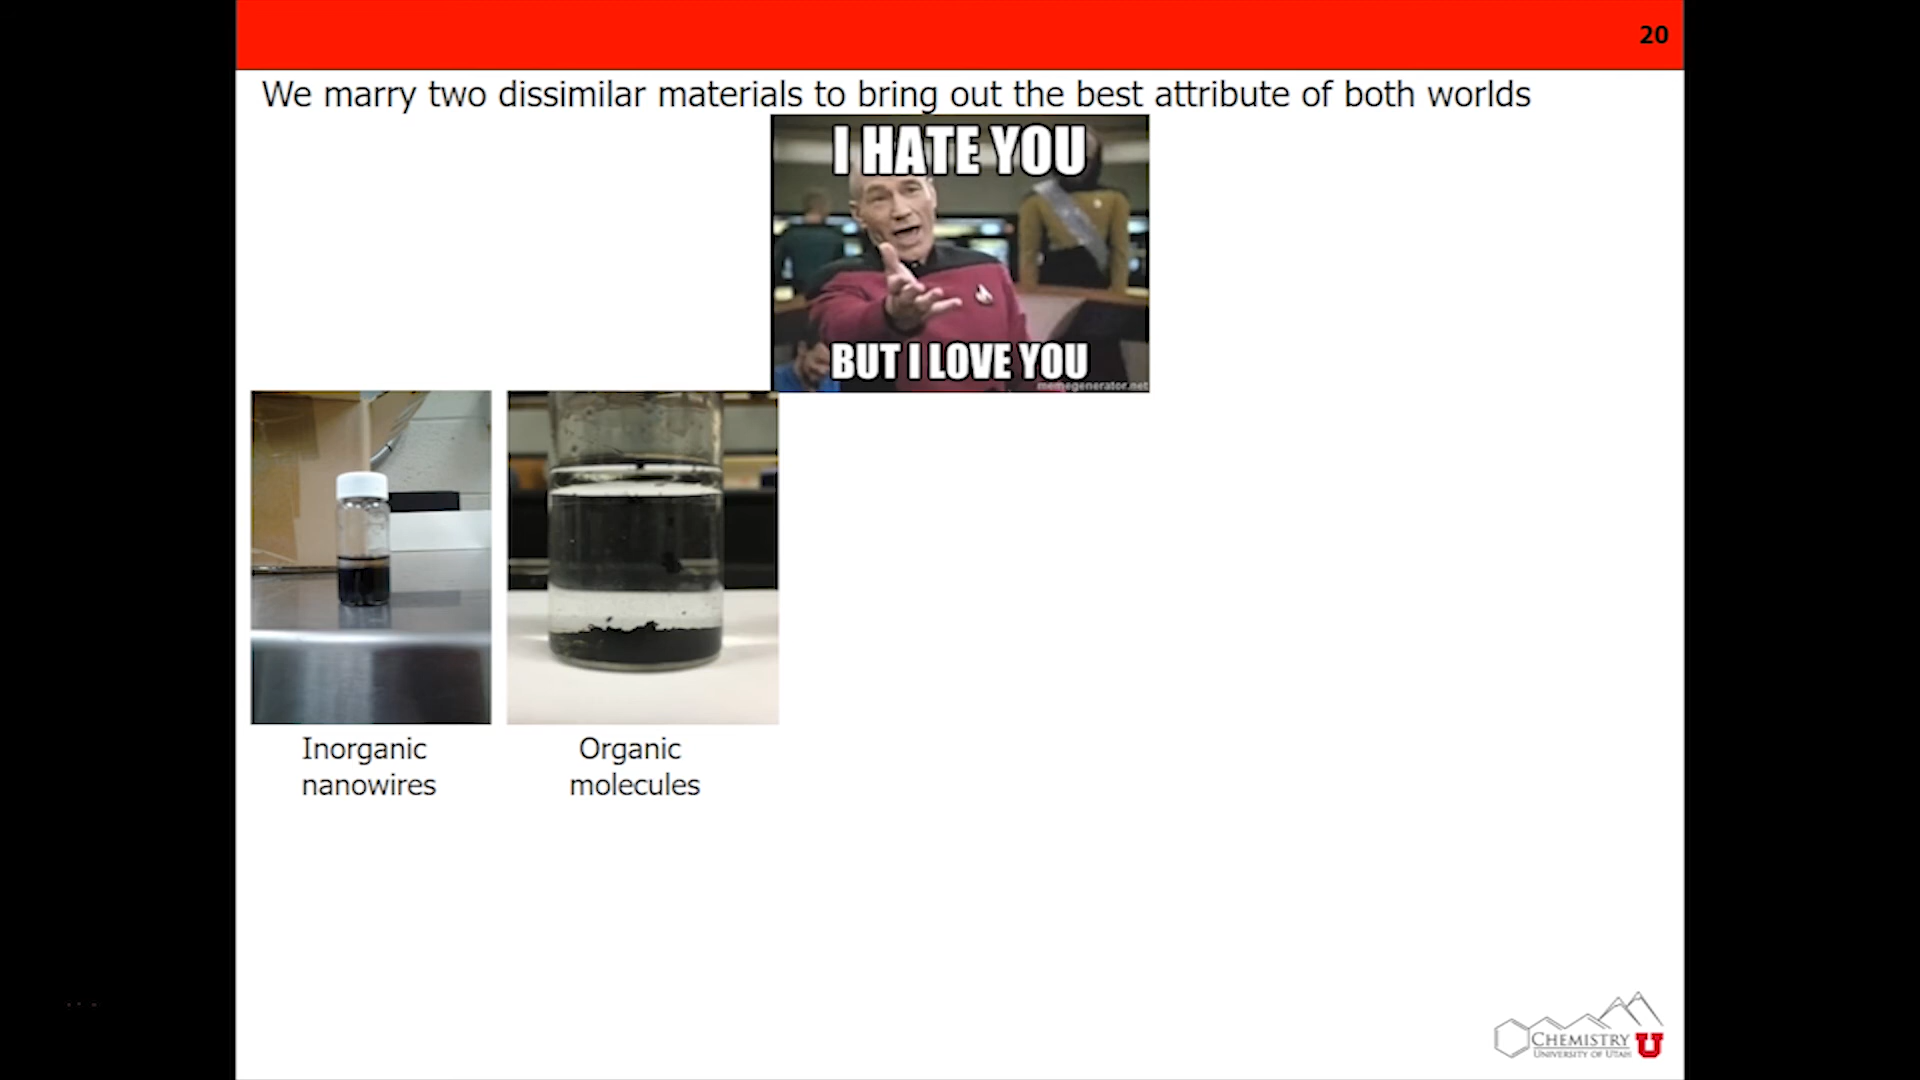 20
We marry two dissimilar materials to bring out the best attribute of both worlds
I HATE YOU
BUT I LOVE YOU
memegenerator.net
Inorganic
nanowires
Organic
molecules
CHEMISTRY U
UNIVERSITY OF UTAH